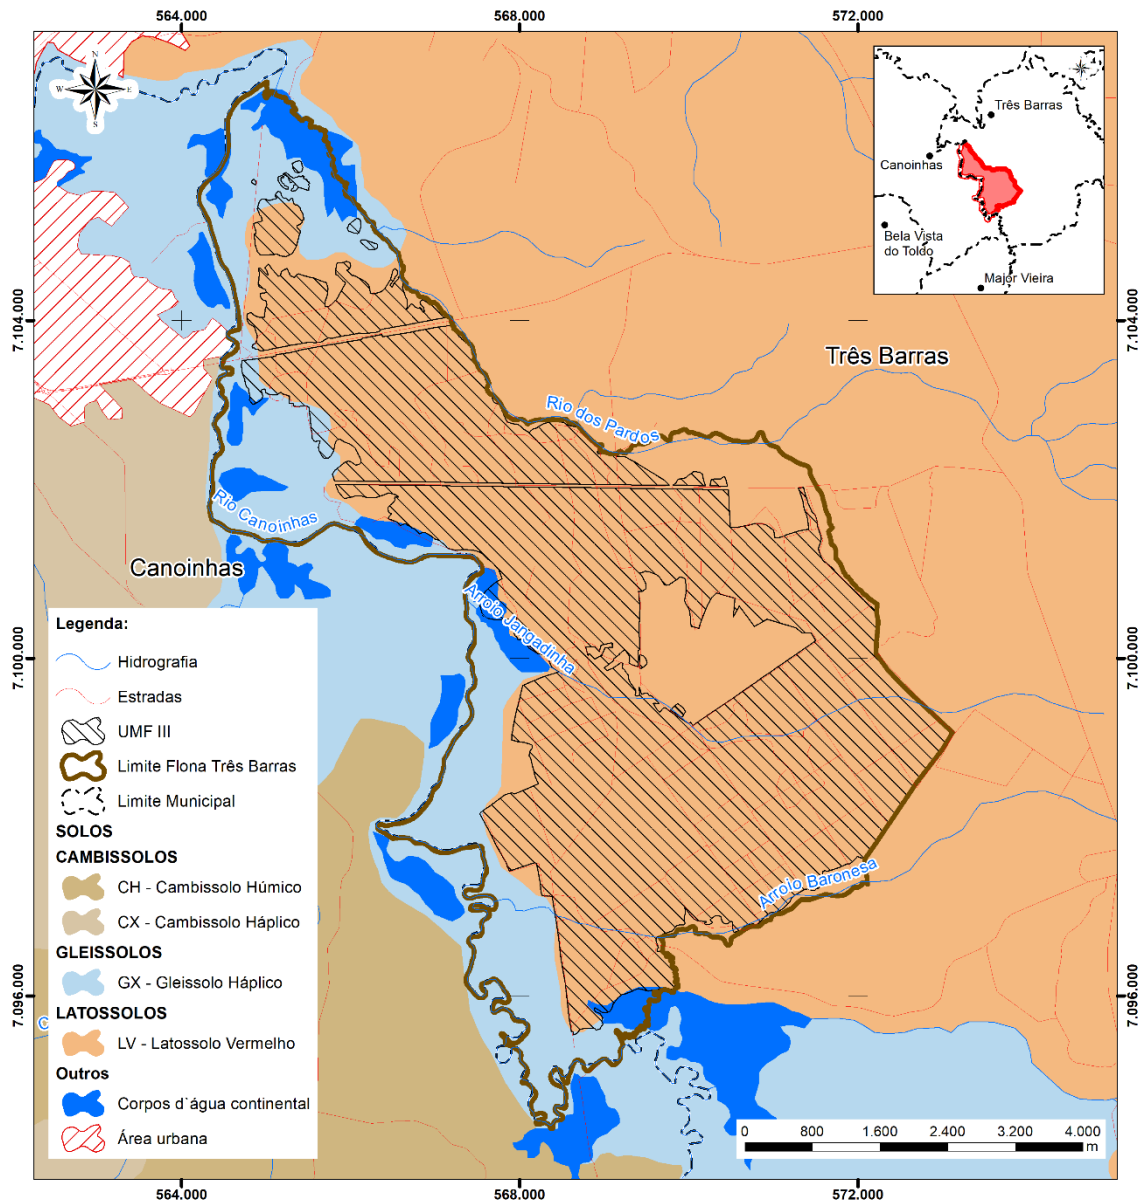 564.000
568.000
572.000
N
W
E
S
Três Barras
Canoinhas
Bela Vista
do Toldo
Major Vieira
7.104.000
7.104.000
Três Barras
Rio dos Pardos
Rio Canoinhas
Canoinhas
Arroio Jangadinha
7.100.000
7.100.000
Arroio Baronesa
7.096.000
7.096.000
Legenda:
Hidrografia
Estradas
UMF III
Limite Flona Três Barras
Limite Municipal
SOLOS
CAMBISSOLOS
CH - Cambissolo Húmico
CX - Cambissolo Háplico
GLEISSOLOS
GX - Gleissolo Háplico
LATOSSOLOS
LV - Latossolo Vermelho
Outros
Corpos d´água continental
Área urbana
0
800
1.600
2.400
3.200
4.000
m
564.000
568.000
572.000